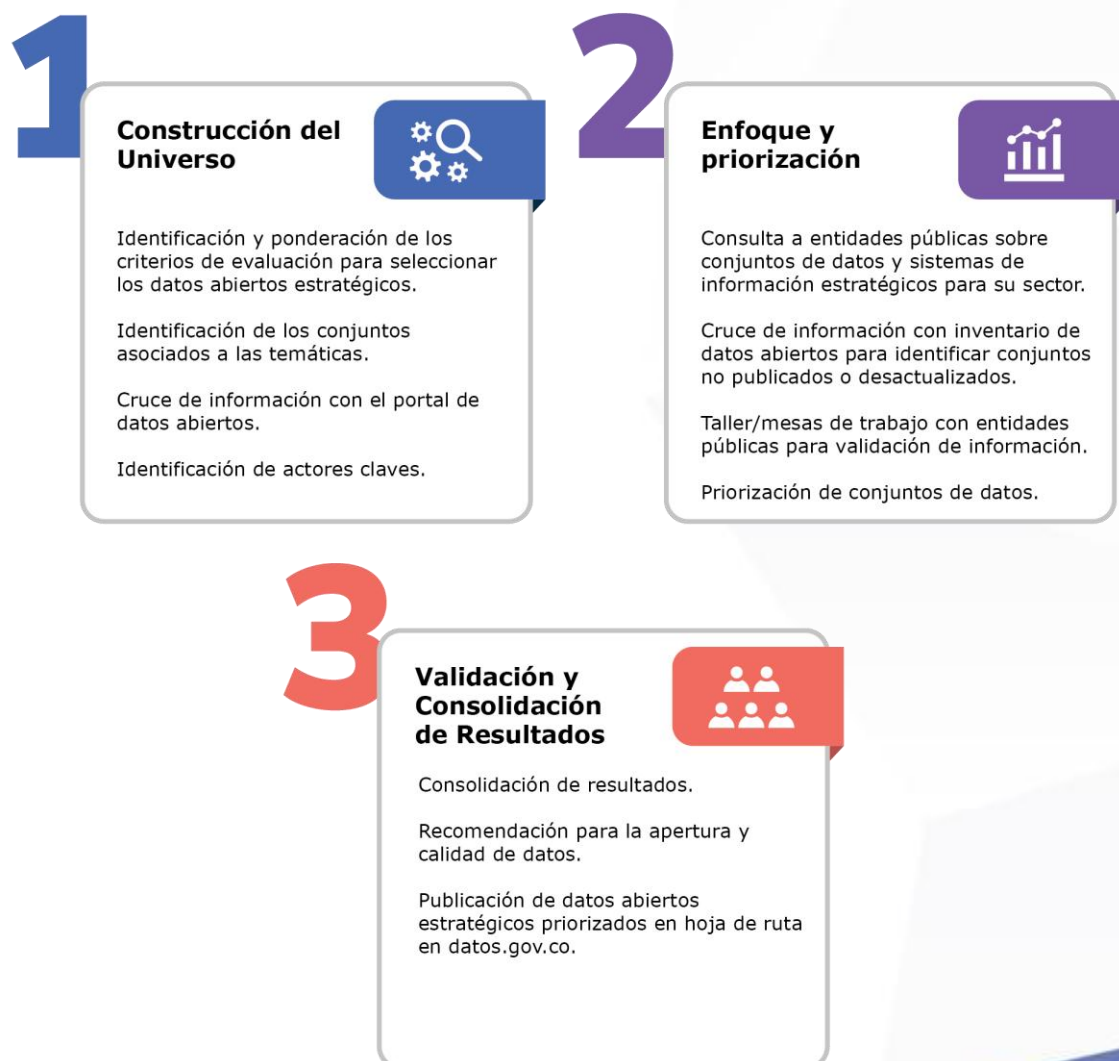 1
Construcción del
Universo
Identificación y ponderación de los
criterios de evaluación para seleccionar
los datos abiertos estratégicos.
Identificación de los conjuntos
asociados a las temáticas.
Cruce de información con el portal de
datos abiertos.
Identificación de actores claves.
2
Enfoque y
priorización
Consulta a entidades públicas sobre
conjuntos de datos y sistemas de
información estratégicos para su sector.
Cruce de información con inventario de
datos abiertos para identificar conjuntos
no publicados o desactualizados.
Taller/mesas de trabajo con entidades
públicas para validación de información.
Priorización de conjuntos de datos.
3
Validación y
Consolidación
de Resultados
Consolidación de resultados.
Recomendación para la apertura y
calidad de datos.
Publicación de datos abiertos
estratégicos priorizados en hoja de ruta
en datos.gov.co.